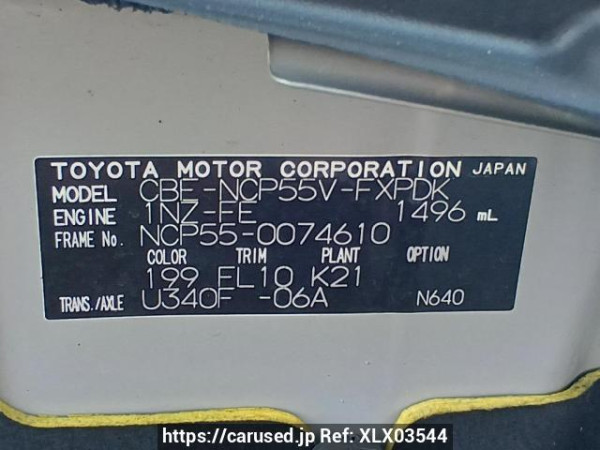 TOYOTA MOTOR CORPORATION JAPAN
MODEL CBE-NCP55V-FXPDK
ENGINE 1NZ-FE 1496 mL
FRAME No. NCP55-0074610
COLOR TRIM PLANT OPTION
199 FL10 K21
TRANS./AXLE U340F -06A N640
https://carused.jp Ref: XLX03544